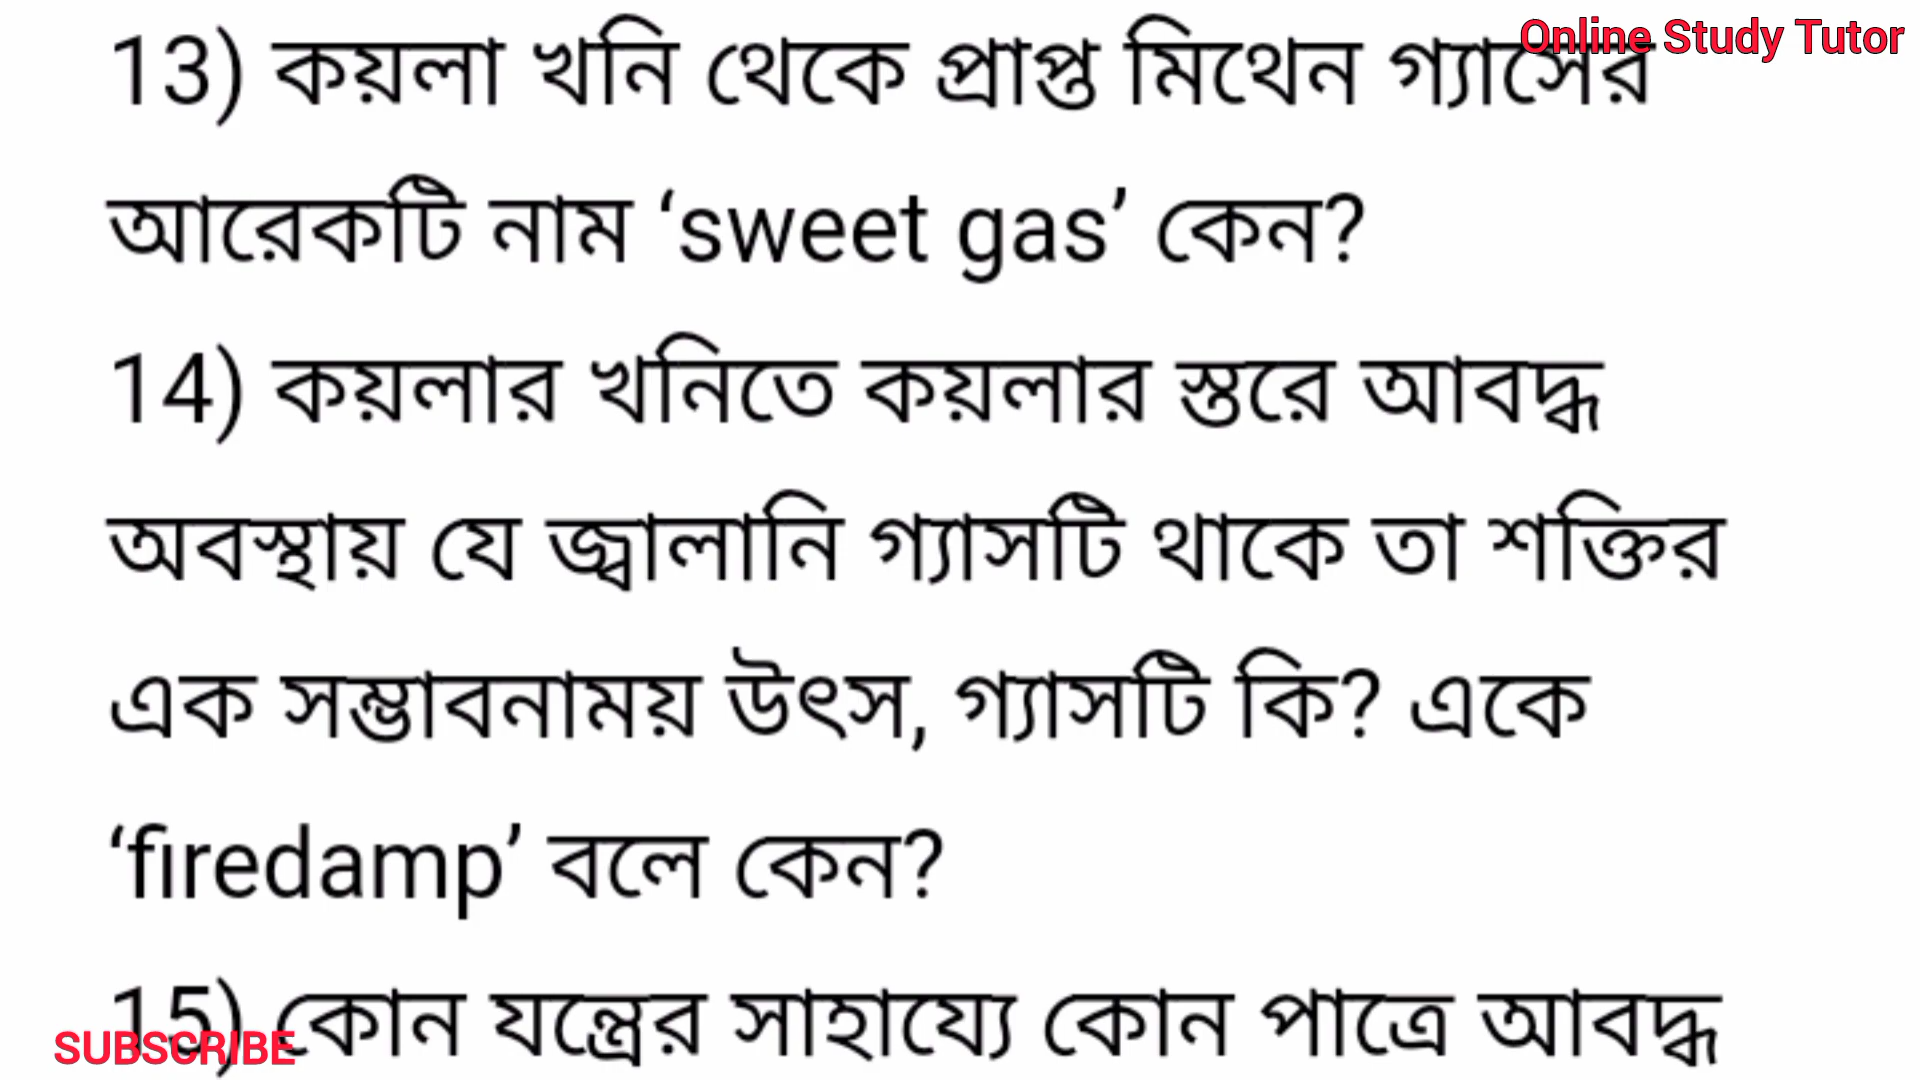 Online Study Tutor
13) কয়লা খনি থেকে প্রাপ্ত মিথেন গ্যাসের
আরেকটি নাম ‘sweet gas’ কেন?
14) কয়লার খনিতে কয়লার স্তরে আবদ্ধ
অবস্থায় যে জ্বালানি গ্যাসটি থাকে তা শক্তির
এক সম্ভাবনাময় উৎস, গ্যাসটি কি? একে
‘firedamp’ বলে কেন?
15) কোন যন্ত্রের সাহায্যে কোন পাত্রে আবদ্ধ
SUBSCRIBE